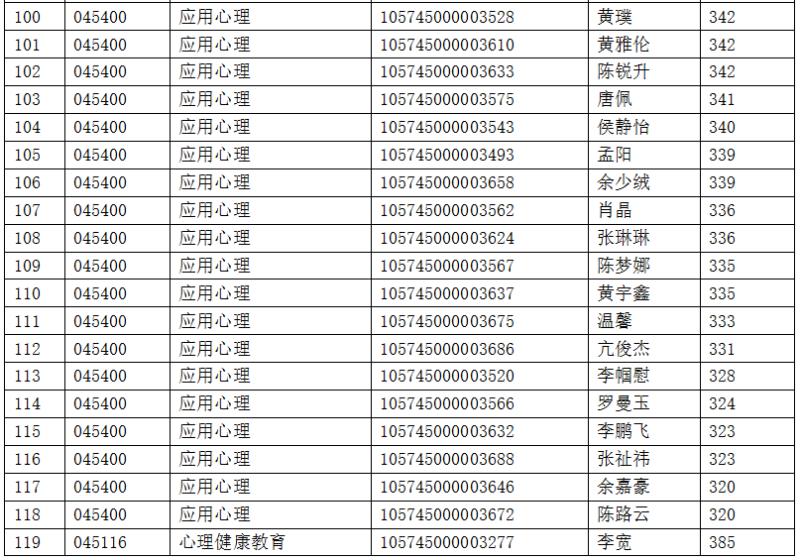 100 045400 应用心理 105745000003528 黄璞 342
101 045400 应用心理 105745000003610 黄雅伦 342
102 045400 应用心理 105745000003633 陈锐升 342
103 045400 应用心理 105745000003575 唐佩 341
104 045400 应用心理 105745000003543 侯静怡 340
105 045400 应用心理 105745000003493 孟阳 339
106 045400 应用心理 105745000003658 余少绒 339
107 045400 应用心理 105745000003562 肖晶 336
108 045400 应用心理 105745000003624 张琳琳 336
109 045400 应用心理 105745000003567 陈梦娜 335
110 045400 应用心理 105745000003637 黄宇鑫 335
111 045400 应用心理 105745000003675 温馨 333
112 045400 应用心理 105745000003686 亢俊杰 331
113 045400 应用心理 105745000003520 李帼慰 328
114 045400 应用心理 105745000003566 罗曼玉 324
115 045400 应用心理 105745000003632 李鹏飞 323
116 045400 应用心理 105745000003688 张祉祎 323
117 045400 应用心理 105745000003646 余嘉豪 320
118 045400 应用心理 105745000003672 陈路云 320
119 045116 心理健康教育 105745000003277 李宽 385